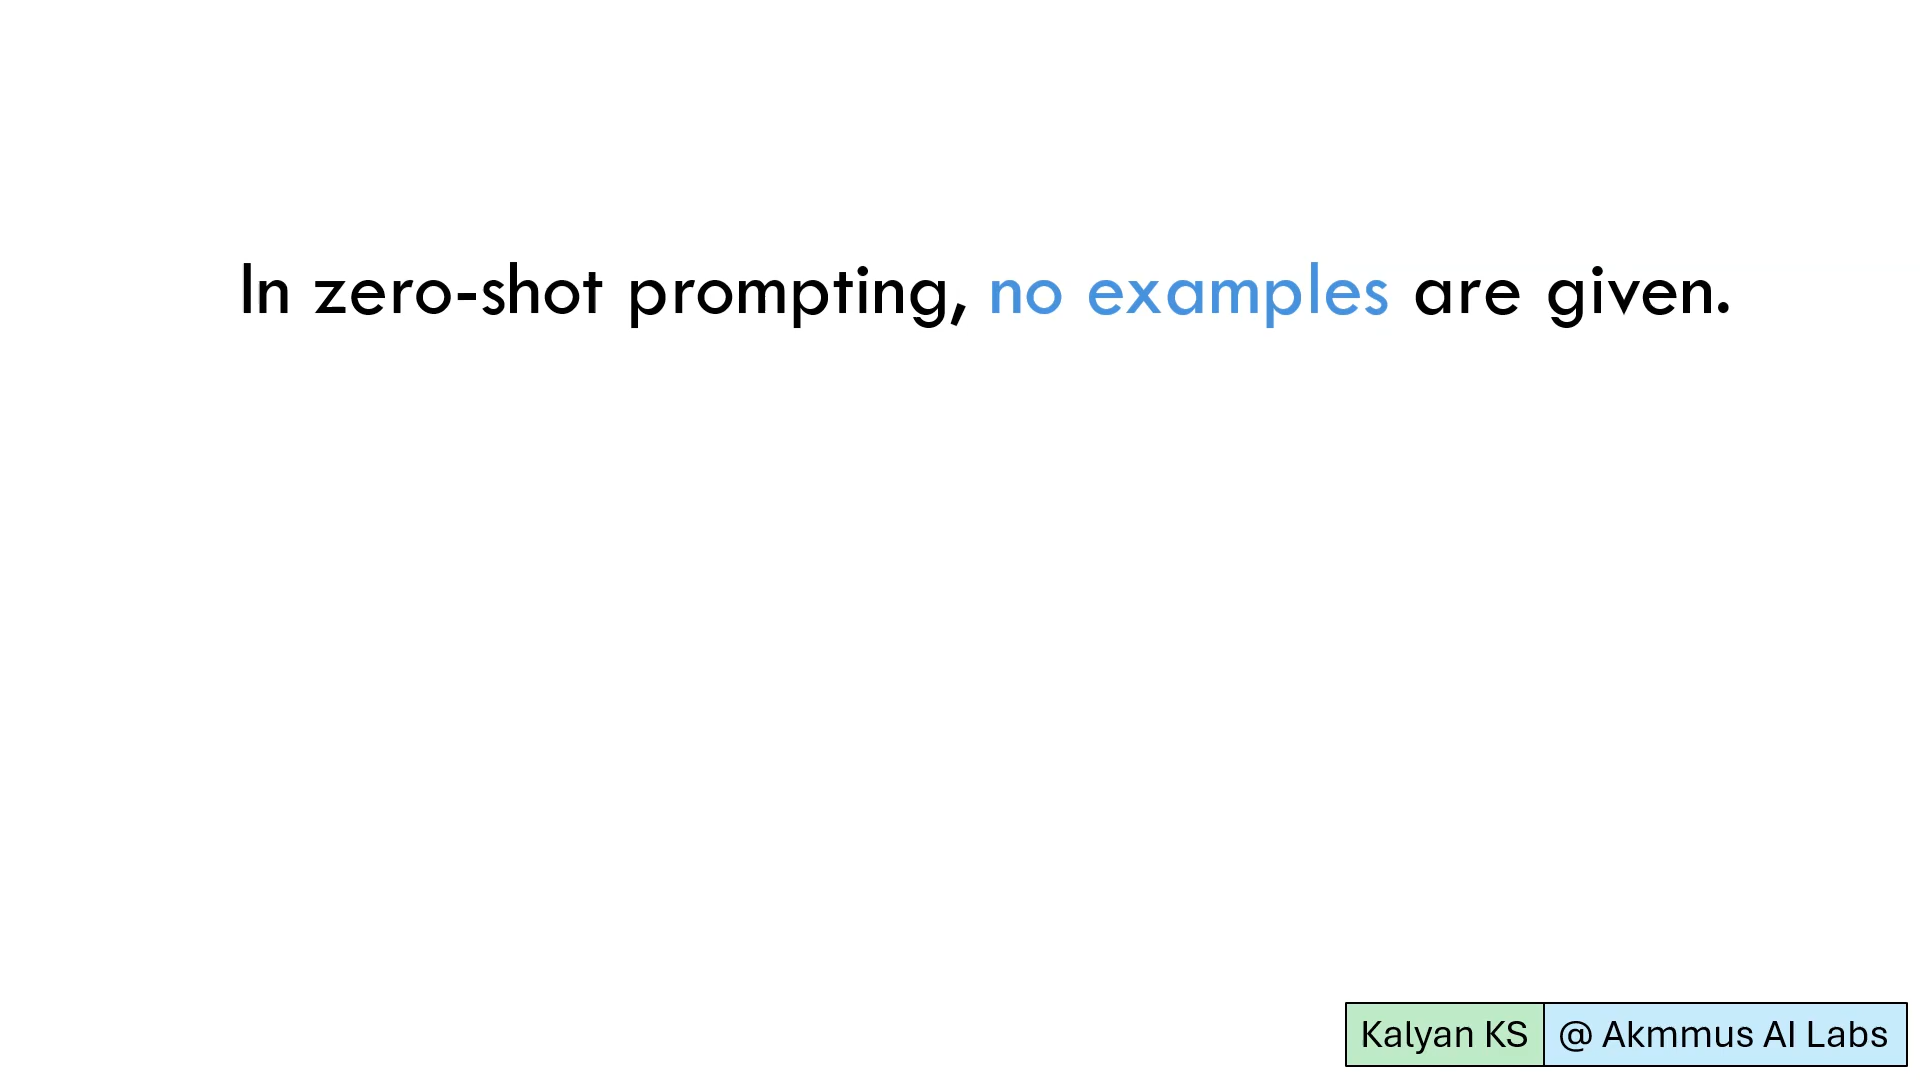 In zero-shot prompting, no examples are given.
Kalyan KS @ Akmmus AI Labs